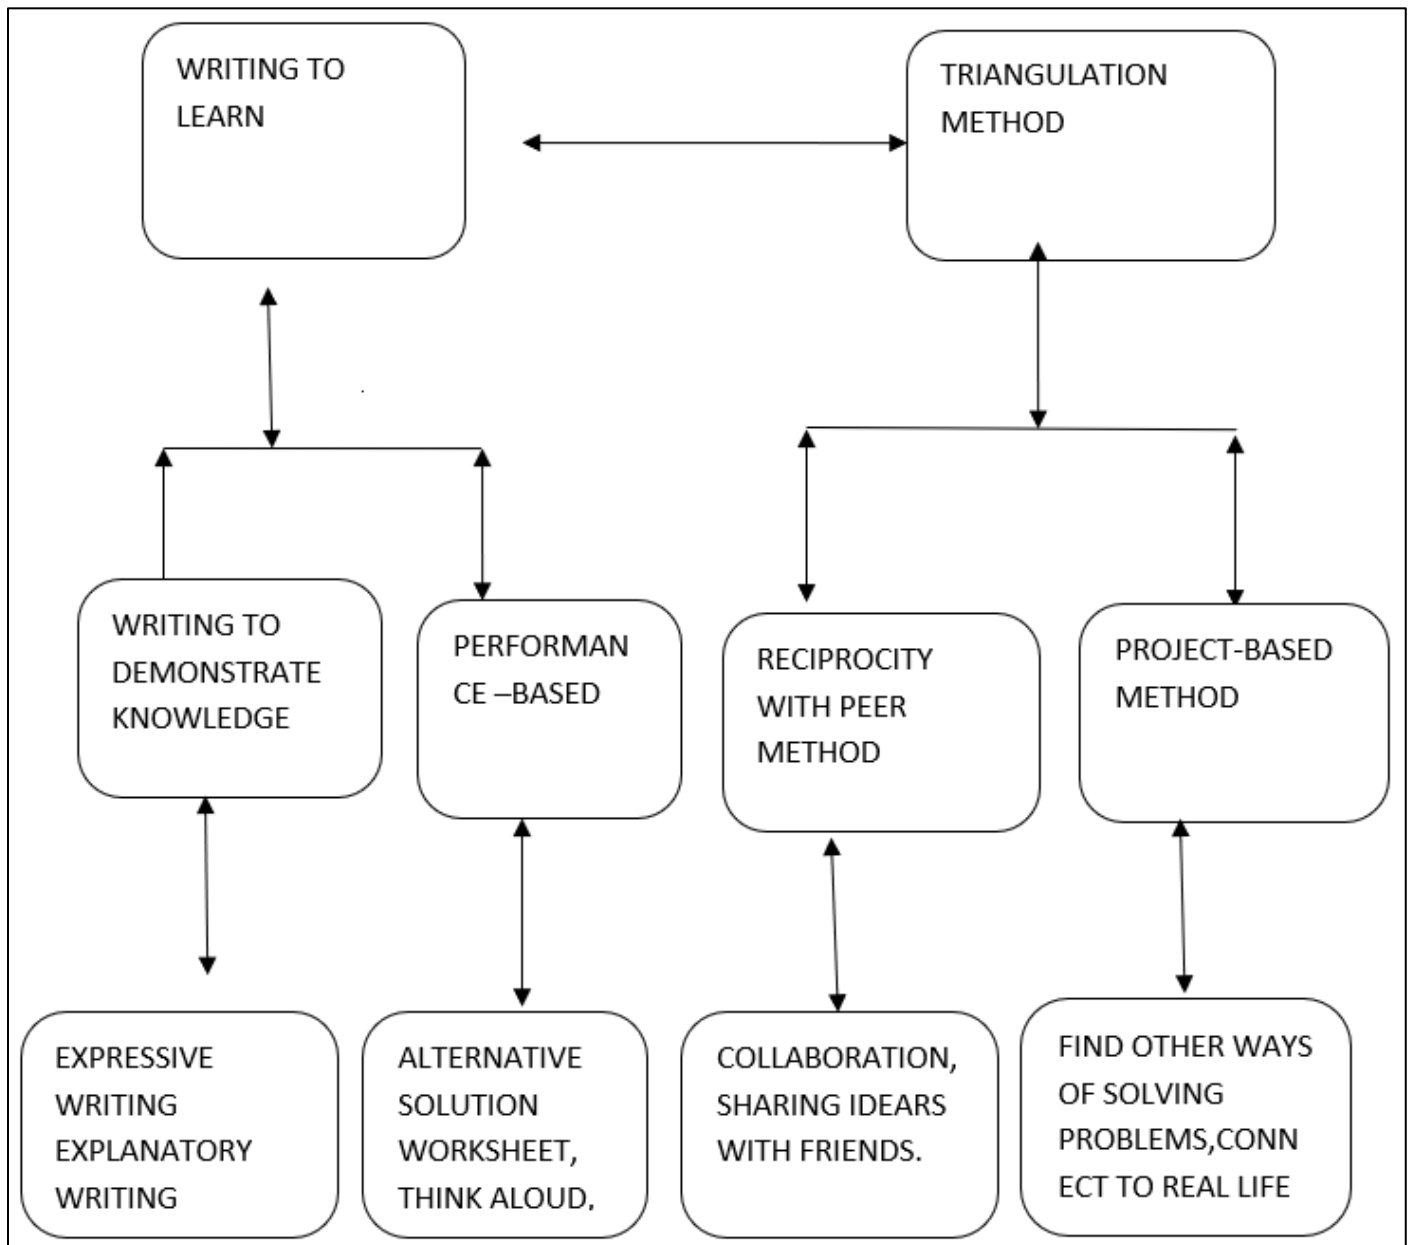 WRITING TO
LEARN
TRIANGULATION
METHOD
WRITING TO
DEMONSTRATE
KNOWLEDGE
PERFORMAN
CE –BASED
RECIPROCITY
WITH PEER
METHOD
PROJECT-BASED
METHOD
EXPRESSIVE
WRITING
EXPLANATORY
WRITING
ALTERNATIVE
SOLUTION
WORKSHEET,
THINK ALOUD.
COLLABORATION,
SHARING IDEARS
WITH FRIENDS.
FIND OTHER WAYS
OF SOLVING
PROBLEMS,CONN
ECT TO REAL LIFE